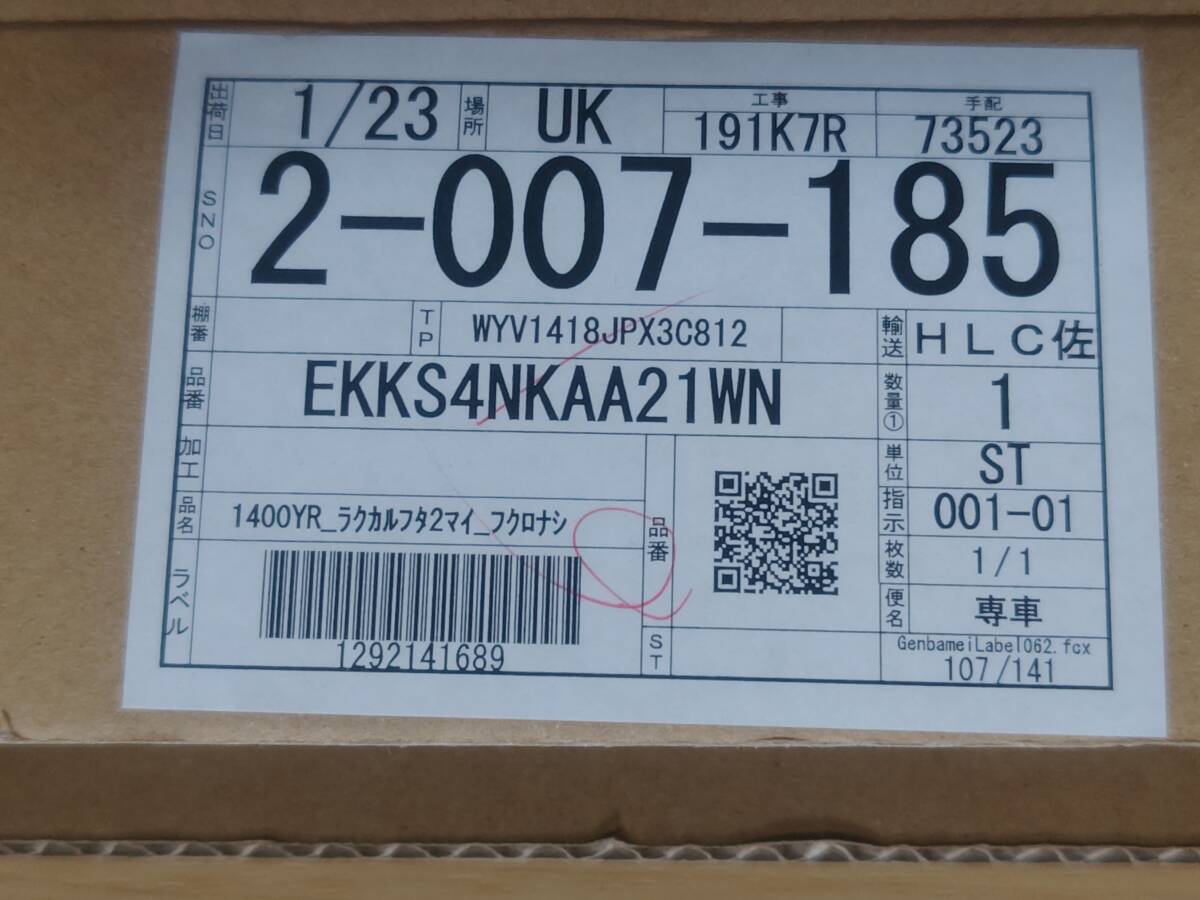 出荷日 1/23 場所 UK 工事 191K7R 手配 73523
SNO 2-007-185
棚番 TP WYV1418JPX3C812 輸送 HLC佐
品番 EKKS4NKAA21WN 数量① 1
加工 単位 ST
品名 1400YR_ラクカルフタ2マイ_フクロナシ 品番 指示 001-01
枚数 1/1
ラベル 1292141689 便名 専車
ST GenbameiLabel062.fcx
107/141